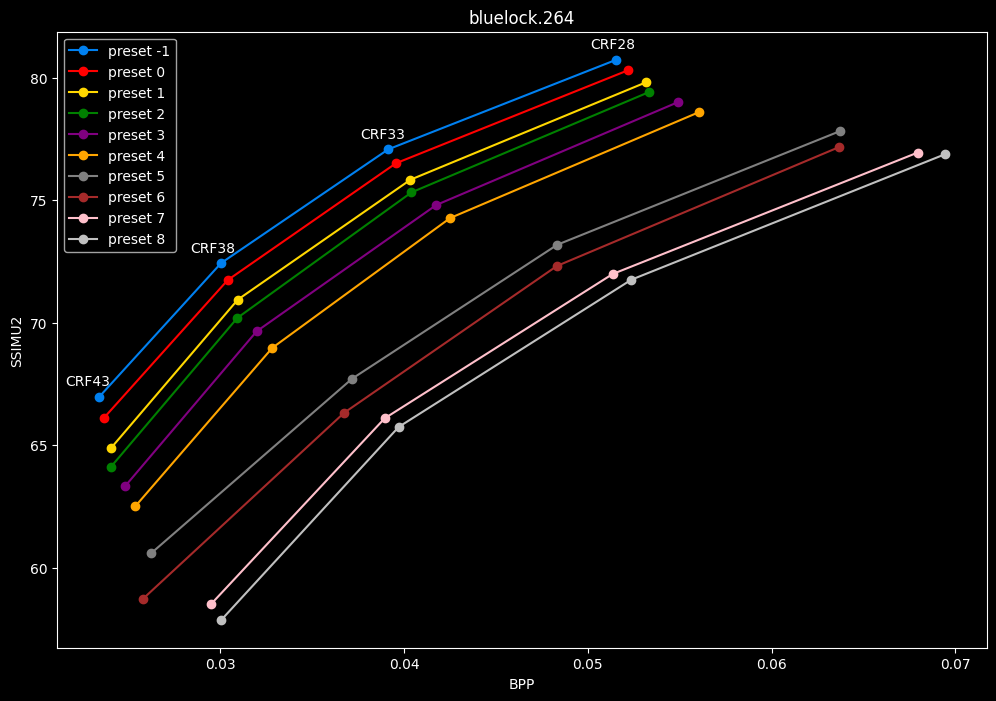 bluelock.264
preset -1
preset 0
preset 1
preset 2
preset 3
preset 4
preset 5
preset 6
preset 7
preset 8
CRF28
CRF33
CRF38
CRF43
SSIMU2
80
75
70
65
60
0.03 0.04 0.05 0.06 0.07
BPP